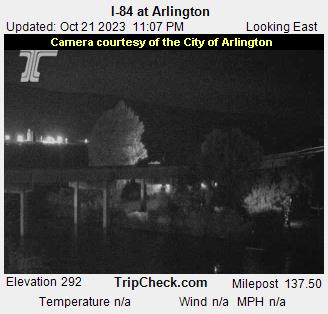 I-84 at Arlington
Updated: Oct 21 2023 11:07 PM Looking East
Camera courtesy of the City of Arlington
Elevation 292 TripCheck.com Milepost 137.50
Temperature n/a Wind n/a MPH n/a